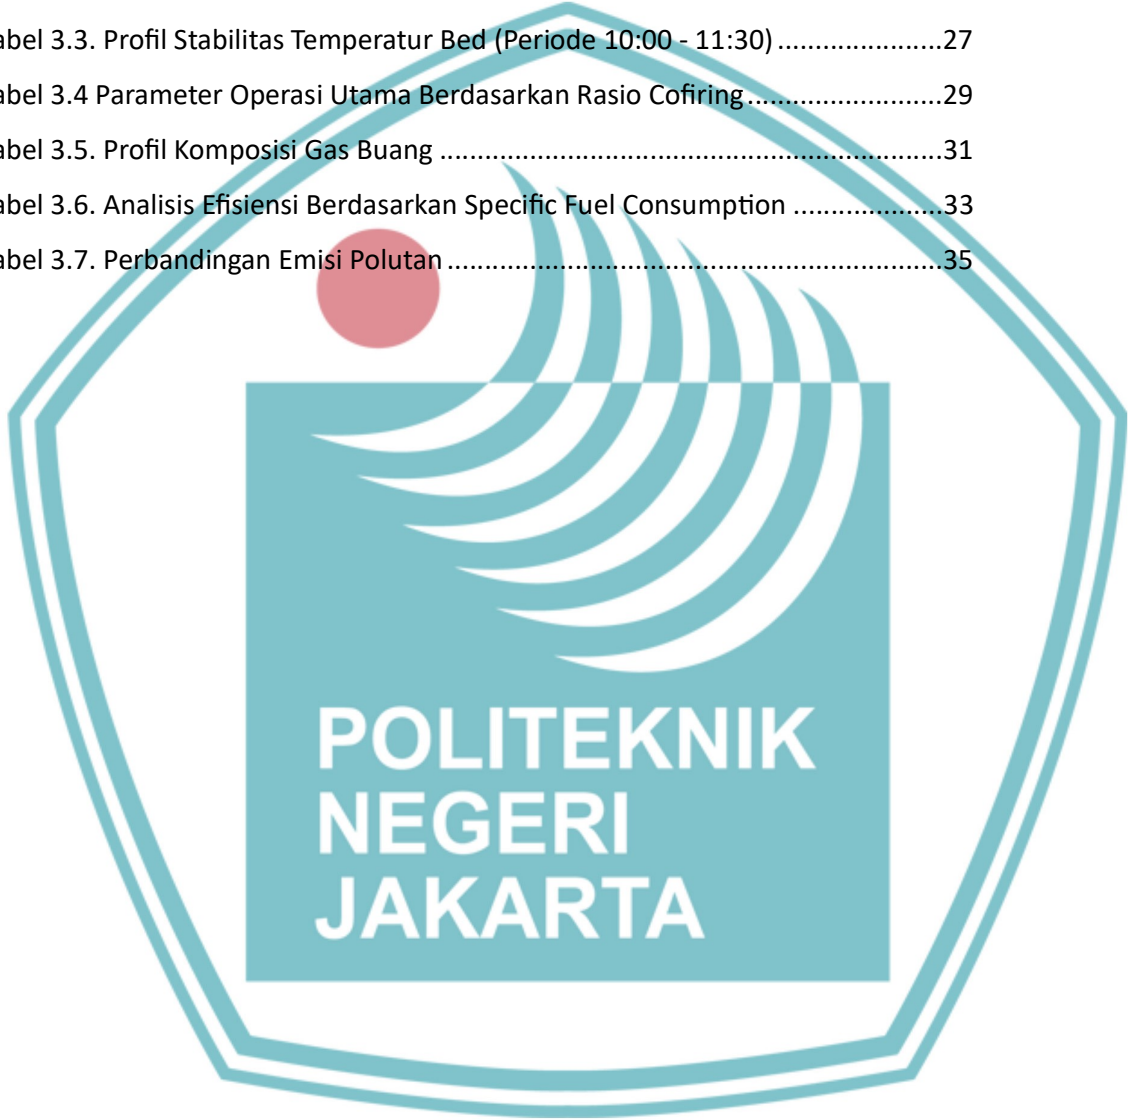 abel 3.3. Profil Stabilitas Temperatur Bed (Periode 10:00 - 11:30) ......................27
abel 3.4 Parameter Operasi Utama Berdasarkan Rasio Cofiring........................29
abel 3.5. Profil Komposisi Gas Buang ...................................................................31
abel 3.6. Analisis Efisiensi Berdasarkan Specific Fuel Consumption ....................33
abel 3.7. Perbandingan Emisi Polutan ..................................................................35
POLITEKNIK
NEGERI
JAKARTA